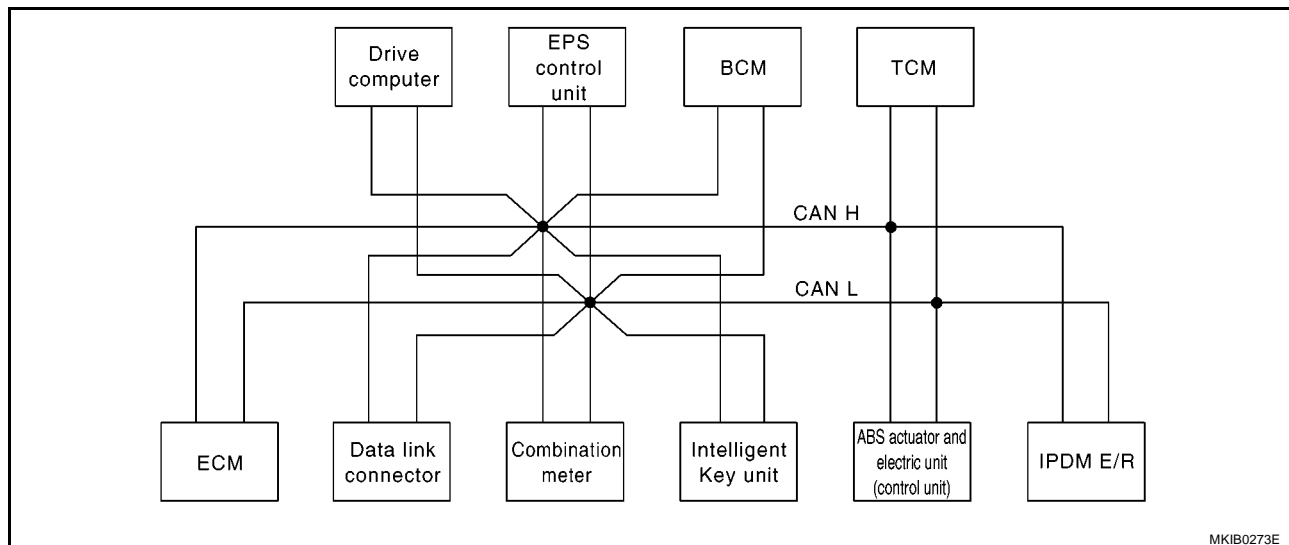 Drive
computer
EPS
control
unit
BCM
TCM
CAN H
CAN L
ECM
Data link
connector
Combination
meter
Intelligent
Key unit
ABS actuator and
electric unit
(control unit)
IPDM E/R
MKIB0273E